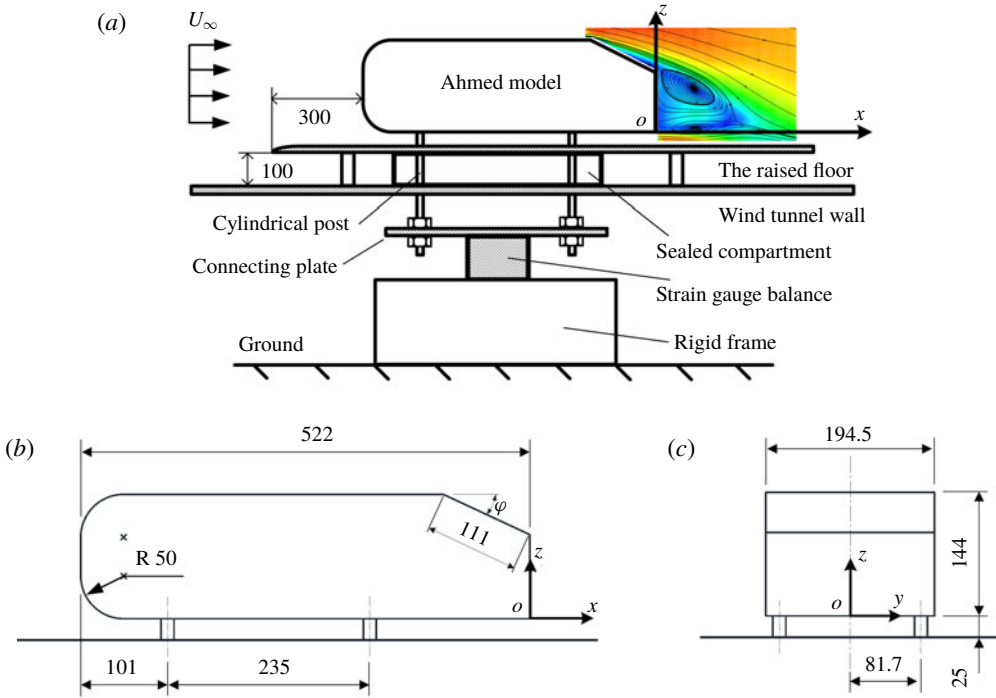 (a)
U∞
z
Ahmed model
300
o
x
100
The raised floor
Cylindrical post
Wind tunnel wall
Connecting plate
Sealed compartment
Strain gauge balance
Rigid frame
Ground
(b)
522
(c)
194.5
φ
111
z
R 50
o
x
z
144
o
y
101
235
81.7
25